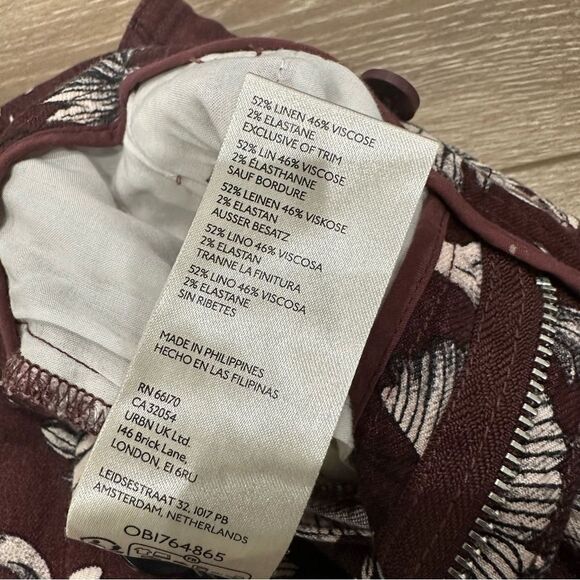 52% LINEN 46% VISCOSE
2% ELASTANE
EXCLUSIVE OF TRIM
52% LIN 46% VISCOSE
2% ÉLASTHANNE
SAUF BORDURE
52% LEINEN 46% VISKOSE
2% ELASTAN
AUSSER BESATZ
52% LINO 46% VISCOSA
2% ELASTAN
TRANNE LA FINITURA
52% LINO 46% VISCOSA
2% ELASTANE
SIN RIBETES
MADE IN PHILIPPINES
HECHO EN LAS FILIPINAS
RN 66170
CA 32054
URBN UK Ltd.
146 Brick Lane,
LONDON, E1 6RU
LEIDSESTRAAT 32, 1017 PB
AMSTERDAM, NETHERLANDS
OB1764865